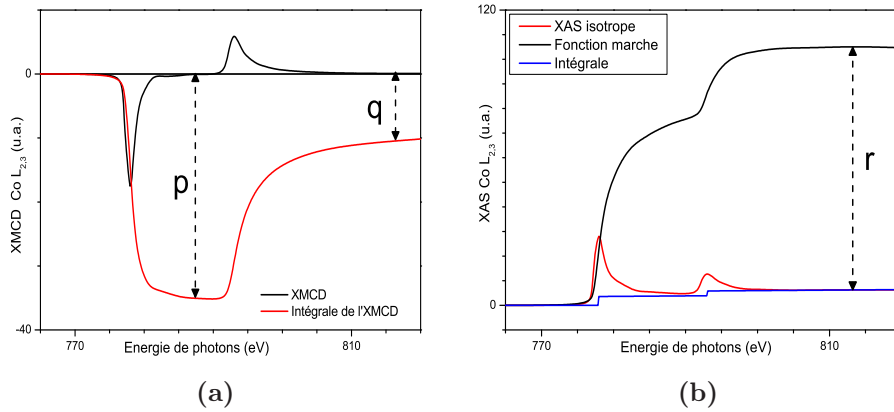 0
-40
770
810
XMCD Co L2,3 (u.a.)
Energie de photons (eV)
p
q
XMCD
Intégrale de l'XMCD
(a)
120
0
770
810
XAS Co L2,3 (u.a.)
Energie de photons (eV)
XAS isotrope
Fonction marche
Intégrale
r
(b)